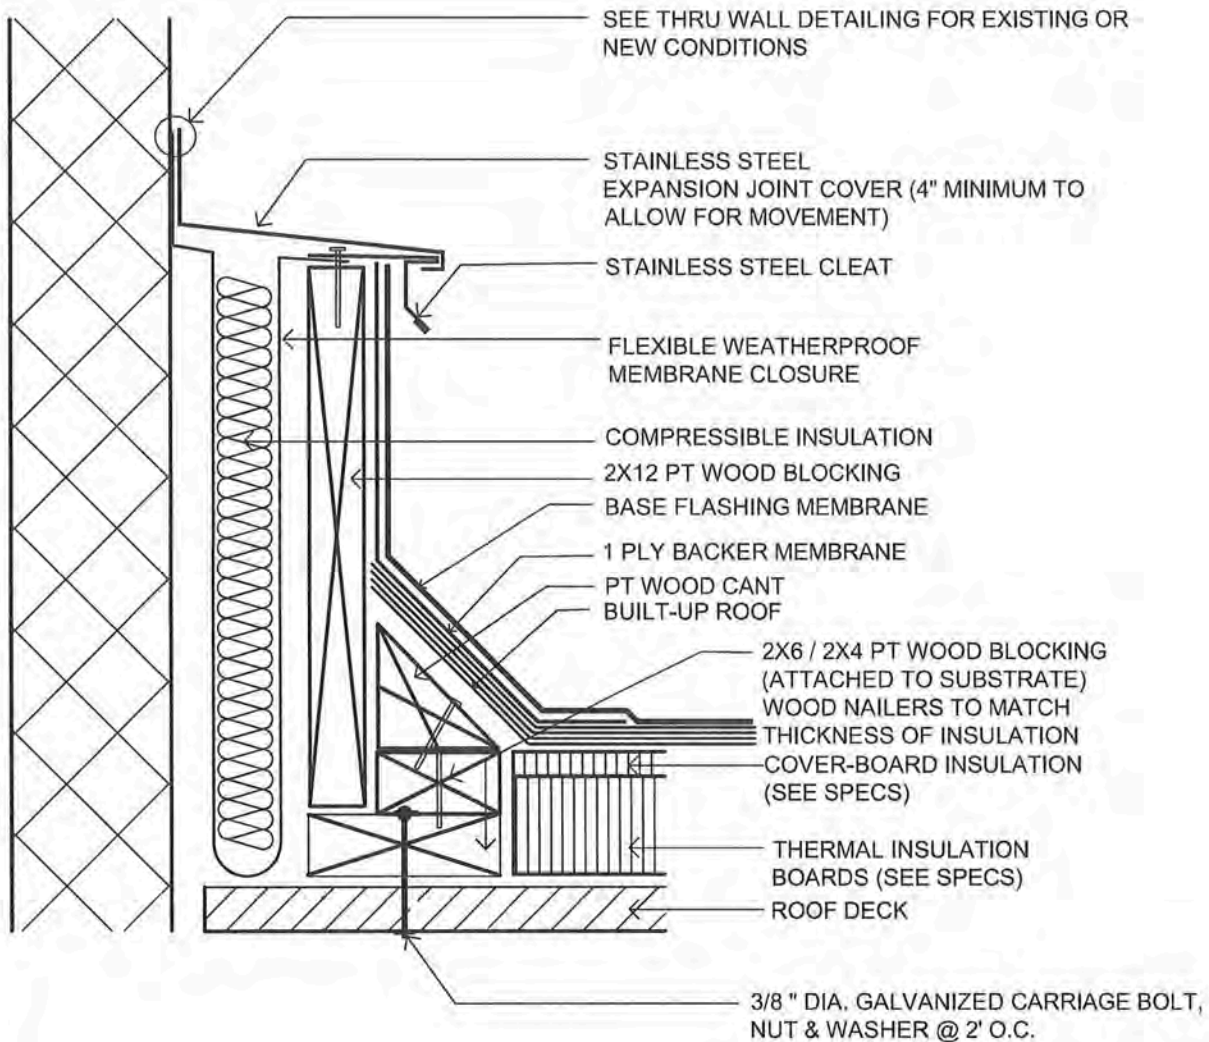 SEE THRU WALL DETAILING FOR EXISTING OR
NEW CONDITIONS
STAINLESS STEEL
EXPANSION JOINT COVER (4" MINIMUM TO
ALLOW FOR MOVEMENT)
STAINLESS STEEL CLEAT
FLEXIBLE WEATHERPROOF
MEMBRANE CLOSURE
COMPRESSIBLE INSULATION
2X12 PT WOOD BLOCKING
BASE FLASHING MEMBRANE
1 PLY BACKER MEMBRANE
PT WOOD CANT
BUILT-UP ROOF
2X6 / 2X4 PT WOOD BLOCKING
(ATTACHED TO SUBSTRATE)
WOOD NAILERS TO MATCH
THICKNESS OF INSULATION
COVER-BOARD INSULATION
(SEE SPECS)
THERMAL INSULATION
BOARDS (SEE SPECS)
ROOF DECK
3/8 " DIA. GALVANIZED CARRIAGE BOLT,
NUT & WASHER @ 2' O.C.